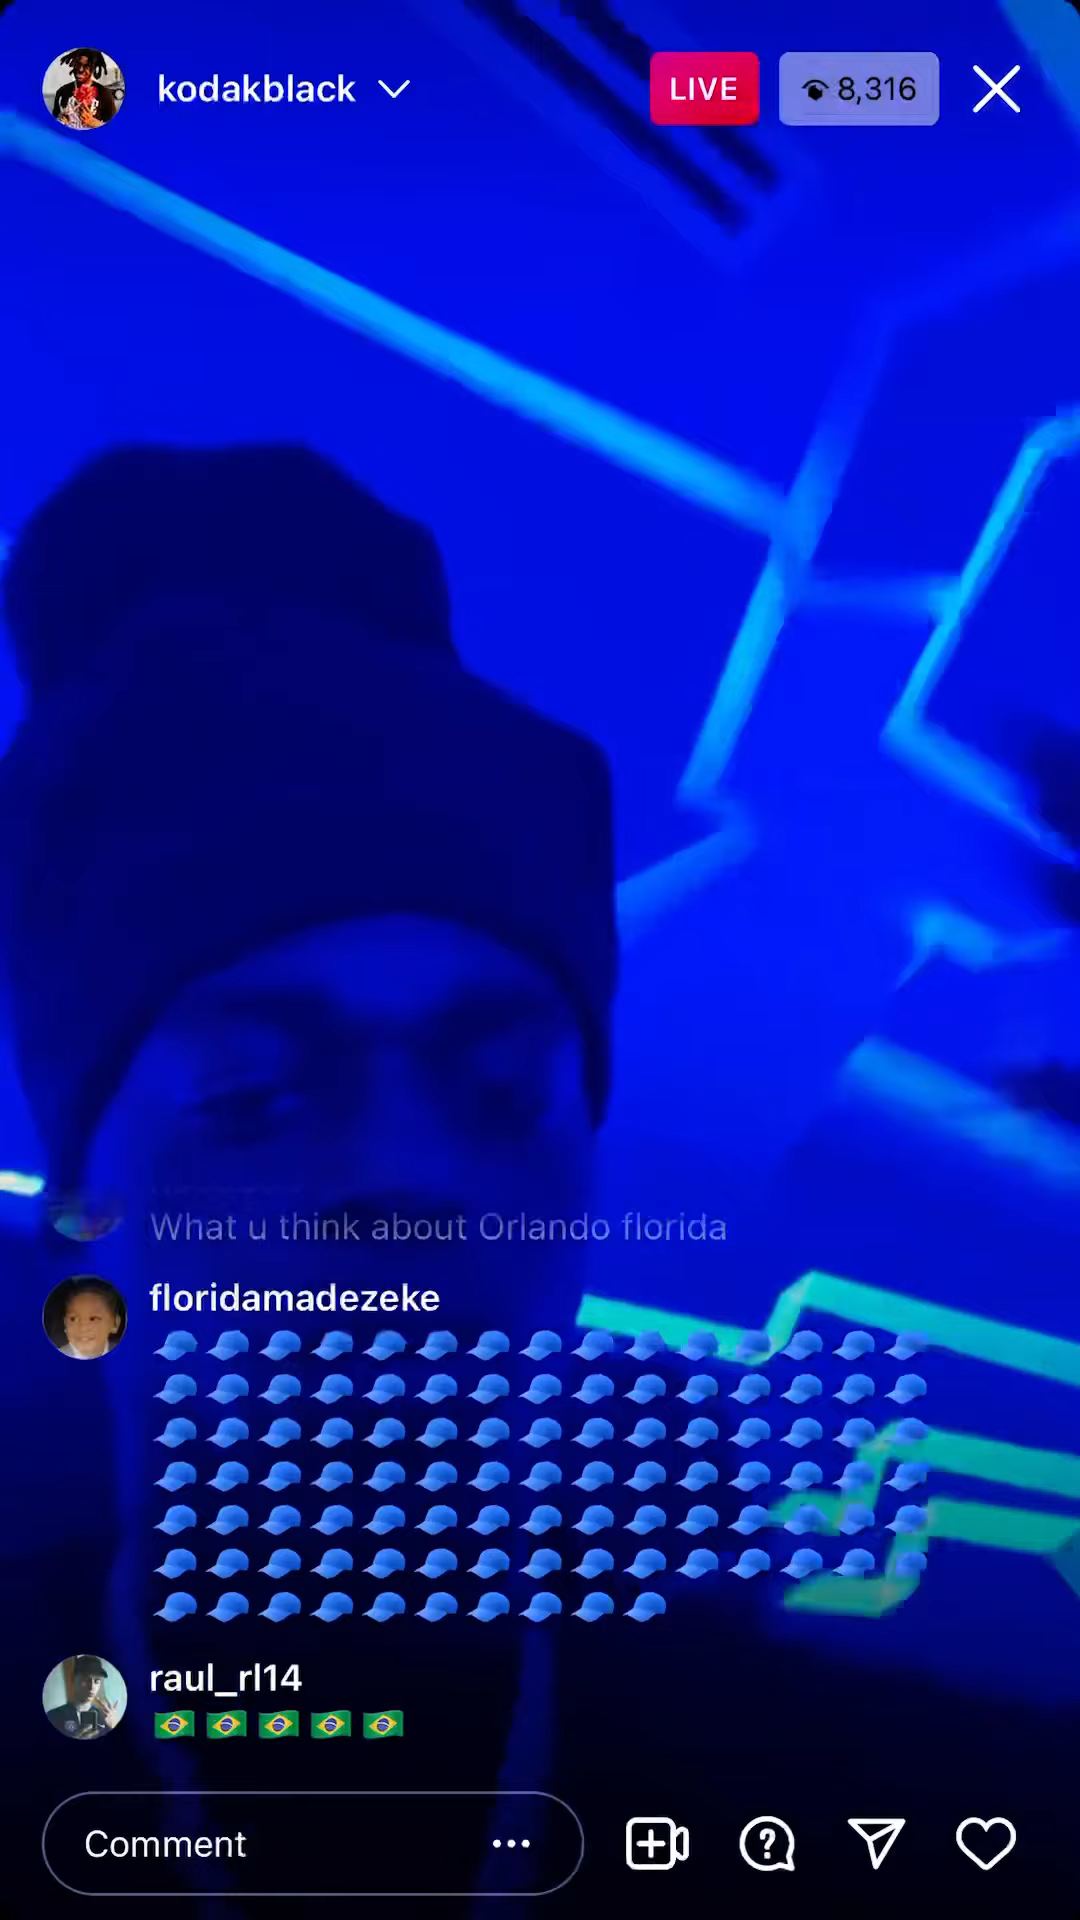 kodakblack
LIVE
8,316
What u think about Orlando florida
floridamadezeke
🧢🧢🧢🧢🧢🧢🧢🧢🧢🧢🧢🧢🧢🧢🧢
🧢🧢🧢🧢🧢🧢🧢🧢🧢🧢🧢🧢🧢🧢🧢
🧢🧢🧢🧢🧢🧢🧢🧢🧢🧢🧢🧢🧢🧢🧢
🧢🧢🧢🧢🧢🧢🧢🧢🧢🧢🧢🧢🧢🧢🧢
🧢🧢🧢🧢🧢🧢🧢🧢🧢🧢🧢🧢🧢🧢🧢
🧢🧢🧢🧢🧢🧢🧢🧢🧢🧢🧢🧢🧢🧢🧢
🧢🧢🧢🧢🧢🧢🧢🧢🧢🧢
raul_rl14
🇧🇷🇧🇷🇧🇷🇧🇷🇧🇷
Comment